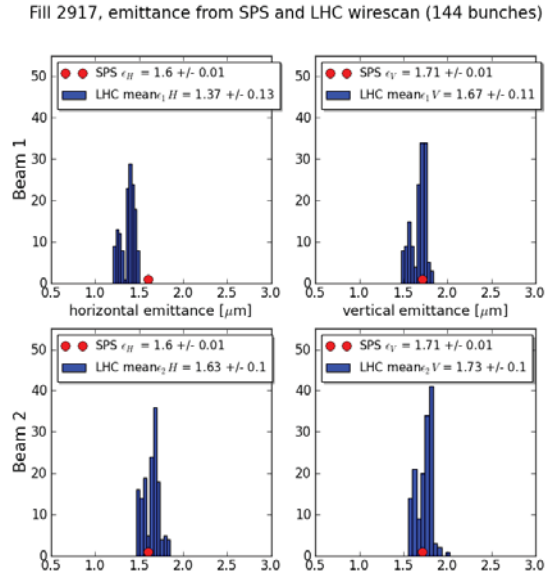 Fill 2917, emittance from SPS and LHC wirescan (144 bunches)
SPS ϵH = 1.6 +/- 0.01
LHC meanϵ1 H = 1.37 +/- 0.13
SPS ϵV = 1.71 +/- 0.01
LHC meanϵ1 V = 1.67 +/- 0.11
Beam 1
50
40
30
20
10
0
0.5 1.0 1.5 2.0 2.5 3.0
horizontal emittance [μm]
50
40
30
20
10
0
0.5 1.0 1.5 2.0 2.5 3.0
vertical emittance [μm]
SPS ϵH = 1.6 +/- 0.01
LHC meanϵ2 H = 1.63 +/- 0.1
SPS ϵV = 1.71 +/- 0.01
LHC meanϵ2 V = 1.73 +/- 0.1
Beam 2
50
40
30
20
10
0
0.5 1.0 1.5 2.0 2.5 3.0
50
40
30
20
10
0
0.5 1.0 1.5 2.0 2.5 3.0